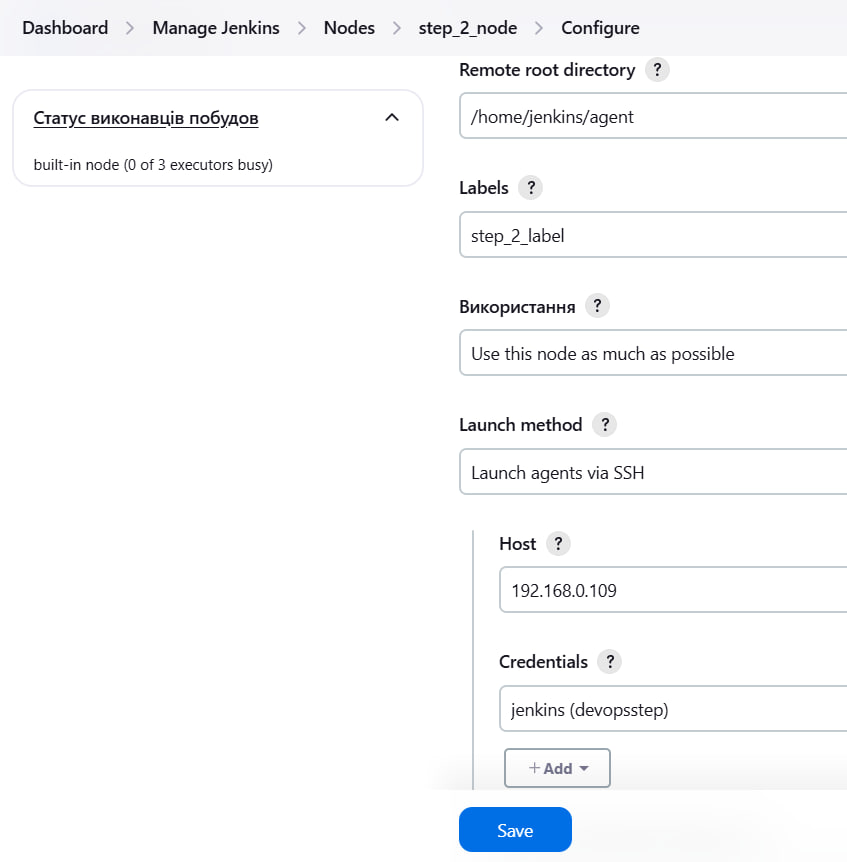 Dashboard > Manage Jenkins > Nodes > step_2_node > Configure
Статус виконавців побудов
built-in node (0 of 3 executors busy)
Remote root directory ?
/home/jenkins/agent
Labels ?
step_2_label
Використання ?
Use this node as much as possible
Launch method ?
Launch agents via SSH
Host ?
192.168.0.109
Credentials ?
jenkins (devopsstep)
+ Add
Save